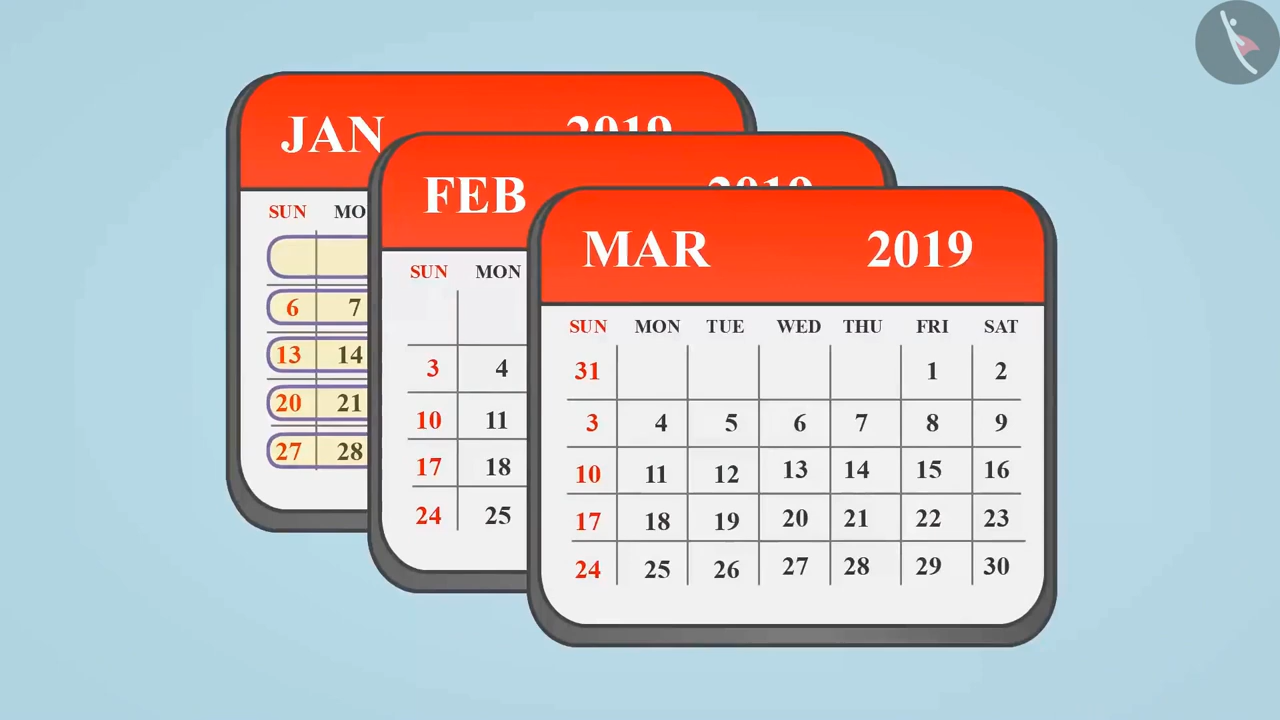 JAN 2019
SUN MO
6 7
13 14
20 21
27 28
FEB 2019
SUN MON
3 4
10 11
17 18
24 25
MAR 2019
SUN MON TUE WED THU FRI SAT
31 1 2
3 4 5 6 7 8 9
10 11 12 13 14 15 16
17 18 19 20 21 22 23
24 25 26 27 28 29 30